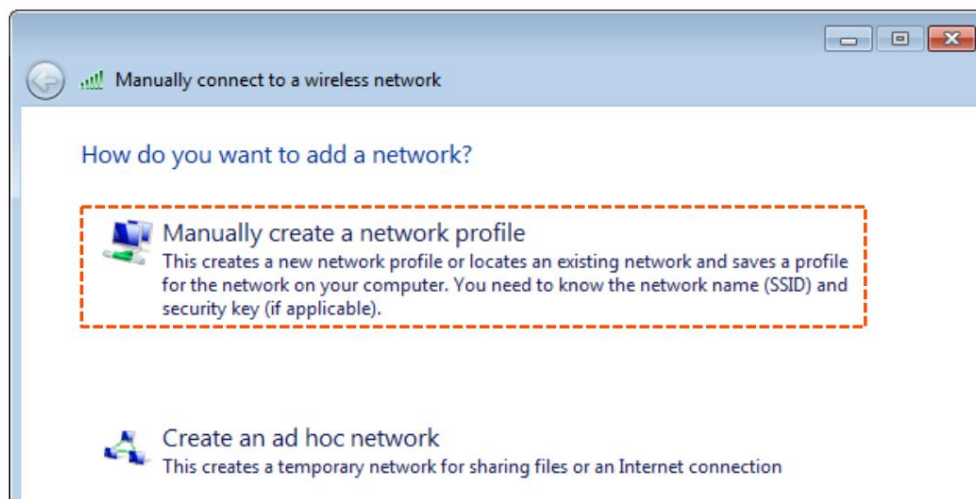 Manually connect to a wireless network
How do you want to add a network?
Manually create a network profile
This creates a new network profile or locates an existing network and saves a profile
for the network on your computer. You need to know the network name (SSID) and
security key (if applicable).
Create an ad hoc network
This creates a temporary network for sharing files or an Internet connection